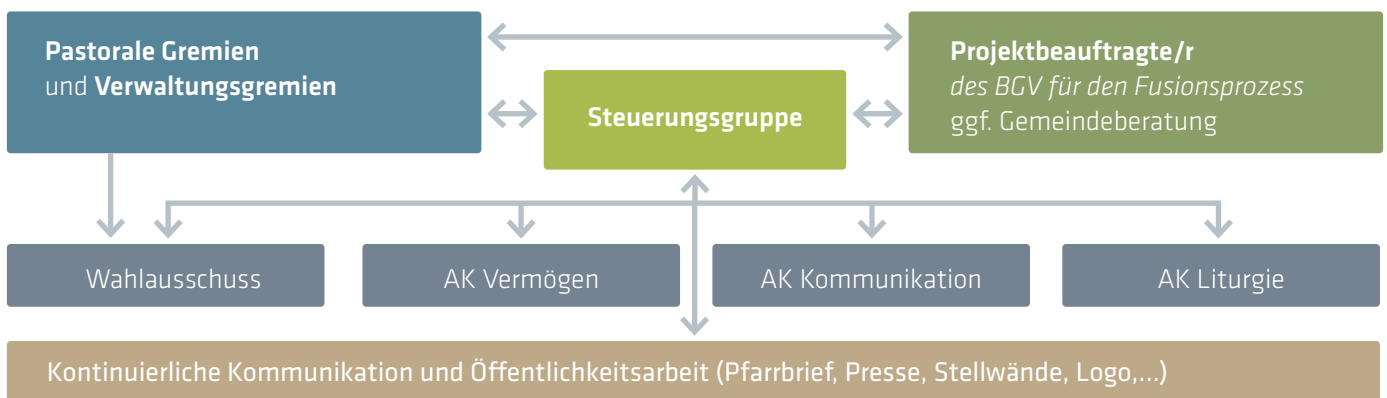 Pastorale Gremien
und Verwaltungsgremien
Steuerungsgruppe
Projektbeauftragte/r
des BGV für den Fusionsprozess
ggf. Gemeindeberatung
Wahlausschuss
AK Vermögen
AK Kommunikation
AK Liturgie
Kontinuierliche Kommunikation und Öffentlichkeitsarbeit (Pfarrbrief, Presse, Stellwände, Logo,...)